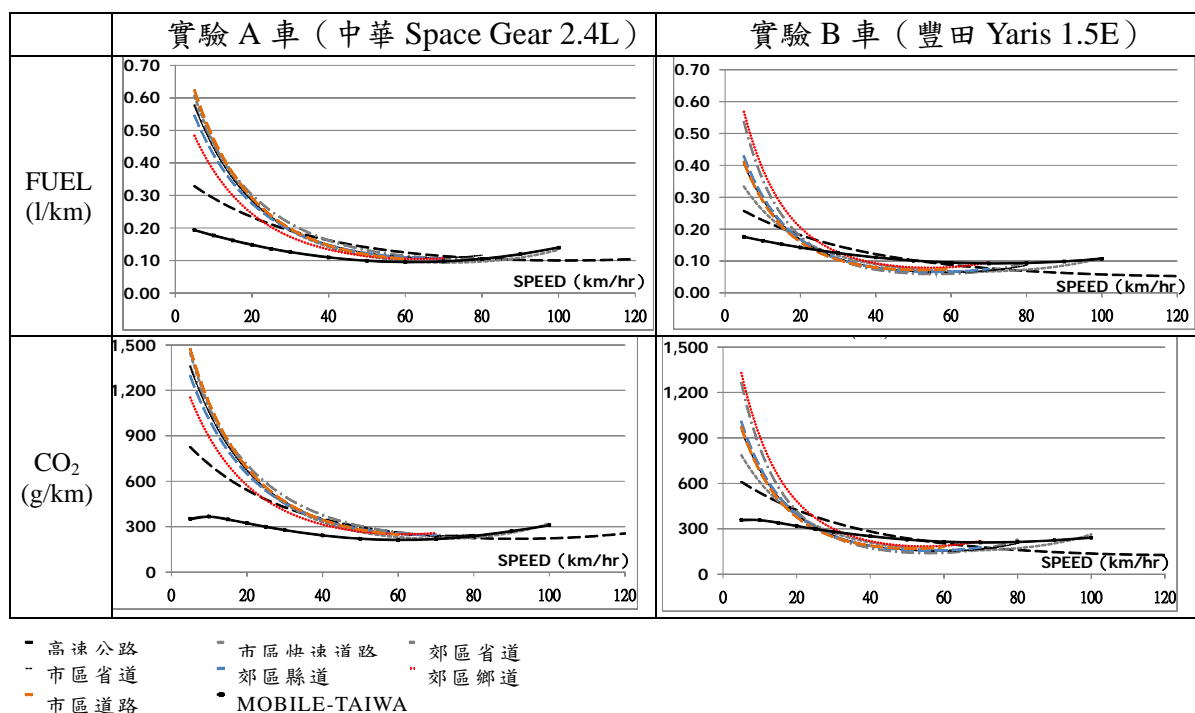 實驗 A 車（中華 Space Gear 2.4L）
實驗 B 車（豐田 Yaris 1.5E）
FUEL
(l/km)
0.70
0.60
0.50
0.40
0.30
0.20
0.10
0.00
SPEED (km/hr)
0 20 40 60 80 100 120
0.70
0.60
0.50
0.40
0.30
0.20
0.10
0.00
SPEED (km/hr)
0 20 40 60 80 100 120
CO₂
(g/km)
1,500
1,200
900
600
300
0
SPEED (km/hr)
0 20 40 60 80 100 120
1,500
1,200
900
600
300
0
SPEED (km/hr)
0 20 40 60 80 100 120
高速公路 市區快速道路 郊區省道
市區省道 郊區縣道 郊區鄉道
市區道路 MOBILE-TAIWA